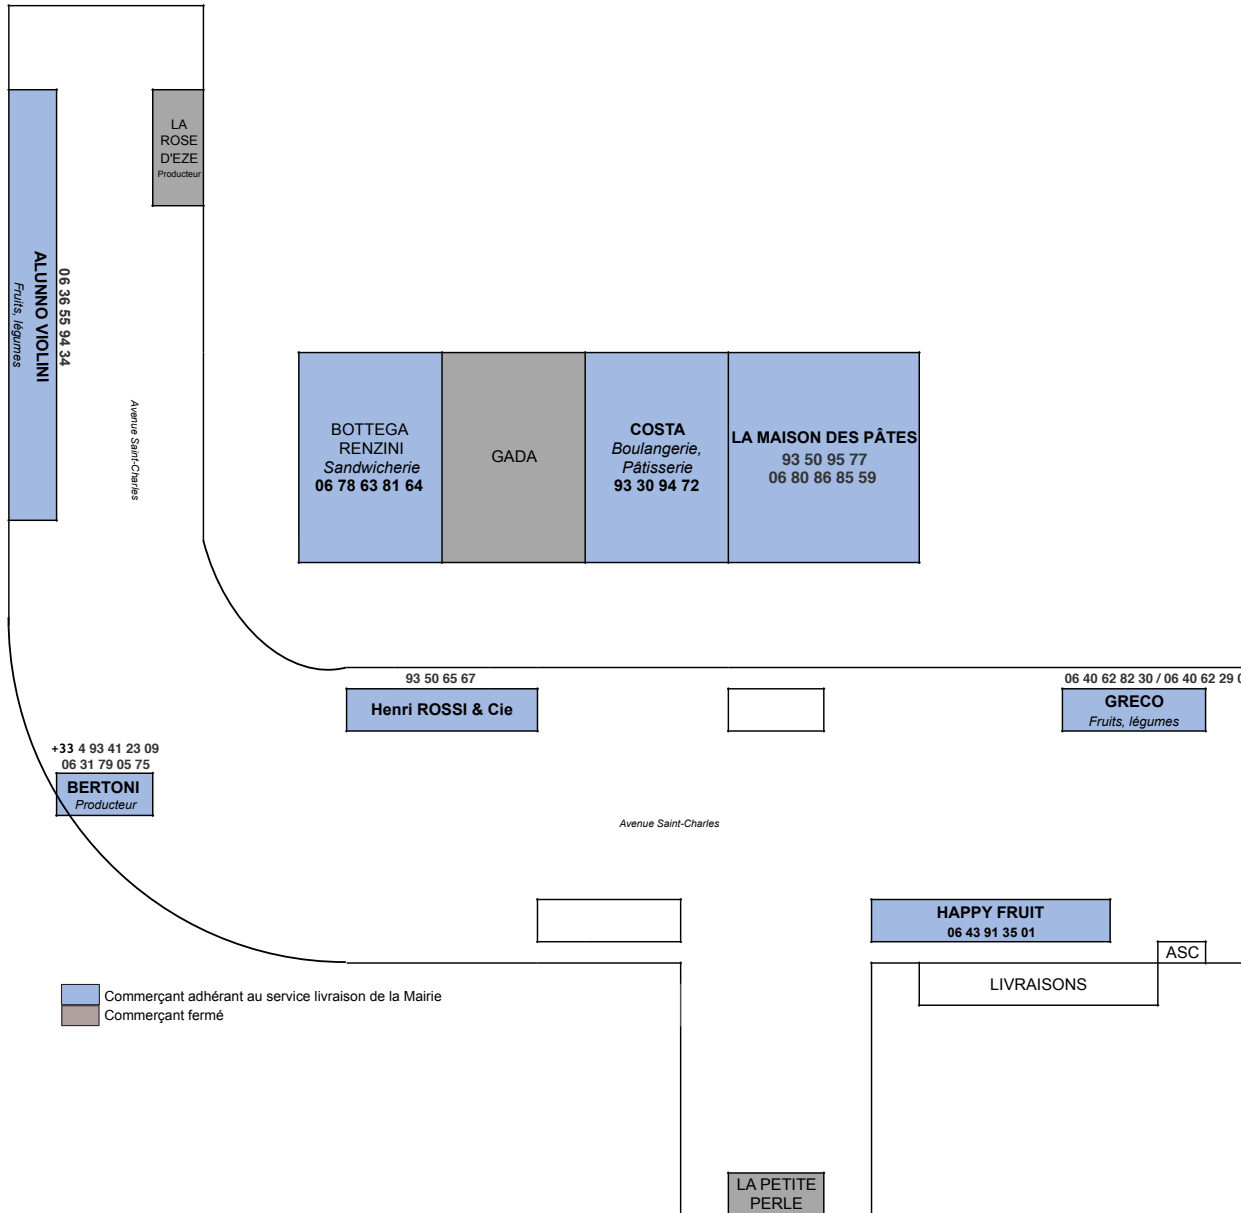 LA
ROSE
D'EZE
Producteur
ALUNNO VIOLINI
Fruits, légumes
06 36 55 94 34
Avenue Saint-Charles
BOTTEGA
RENZINI
Sandwicherie
06 78 63 81 64
GADA
COSTA
Boulangerie,
Pâtisserie
93 30 94 72
LA MAISON DES PÂTES
93 50 95 77
06 80 86 85 59
93 50 65 67
Henri ROSSI & Cie
06 40 62 82 30 / 06 40 62 29 0
GRECO
Fruits, légumes
+33 4 93 41 23 09
06 31 79 05 75
BERTONI
Producteur
Avenue Saint-Charles
HAPPY FRUIT
06 43 91 35 01
ASC
LIVRAISONS
Commerçant adhérant au service livraison de la Mairie
Commerçant fermé
LA PETITE
PERLE